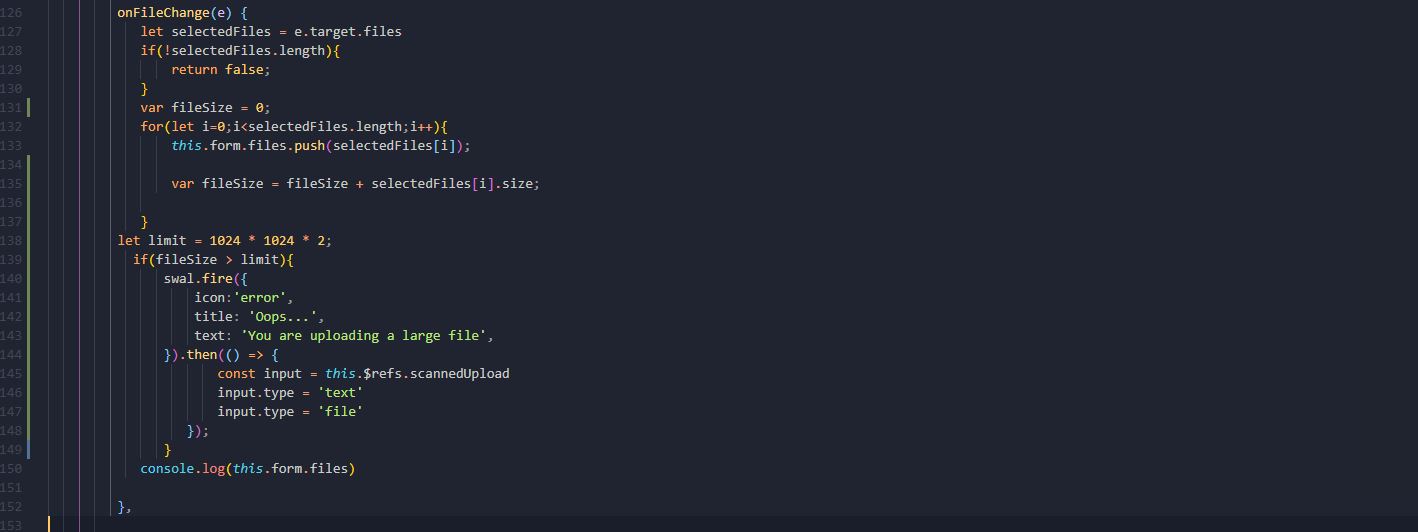 126 onFileChange(e) {
127 let selectedFiles = e.target.files
128 if(!selectedFiles.length){
129 return false;
130 }
131 var fileSize = 0;
132 for(let i=0;i<selectedFiles.length;i++){
133 this.form.files.push(selectedFiles[i]);
134
135 var fileSize = fileSize + selectedFiles[i].size;
136
137 }
138 let limit = 1024 * 1024 * 2;
139 if(fileSize > limit){
140 swal.fire({
141 icon:'error',
142 title: 'Oops...',
143 text: 'You are uploading a large file',
144 }).then(() => {
145 const input = this.$refs.scannedUpload
146 input.type = 'text'
147 input.type = 'file'
148 });
149 }
150 console.log(this.form.files)
151
152 },
153